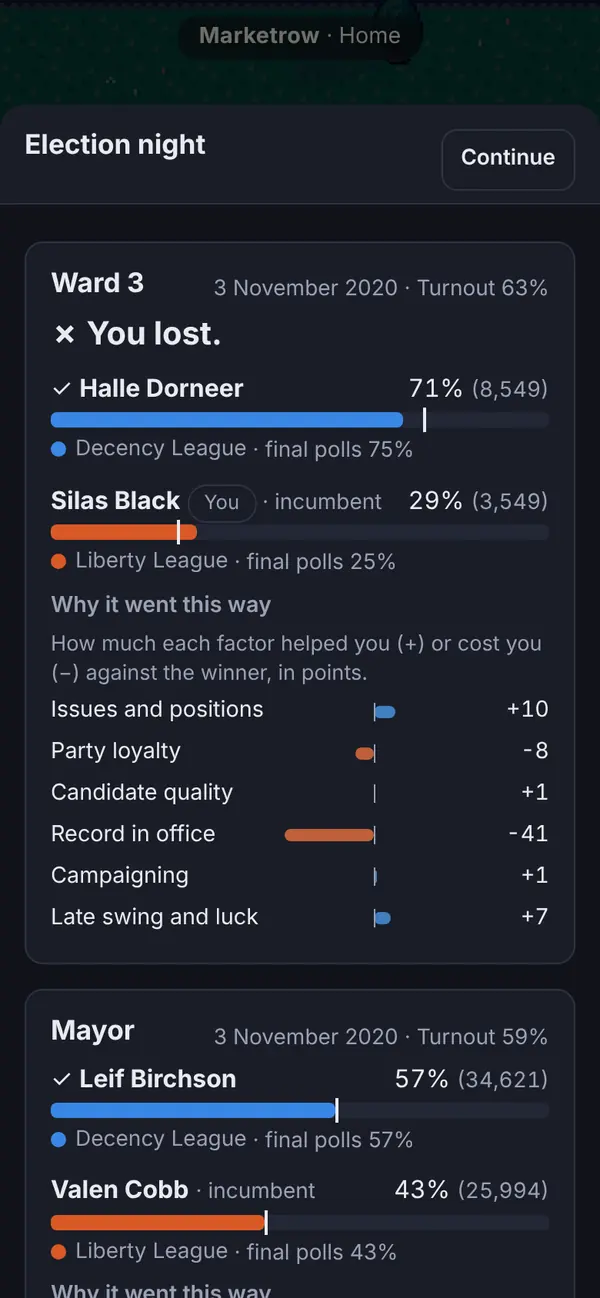 Marketrow · Home
Election night
Continue
Ward 3
3 November 2020 · Turnout 63%
× You lost.
✓ Halle Dorneer 71% (8,549)
Decency League · final polls 75%
Silas Black You · incumbent 29% (3,549)
Liberty League · final polls 25%
Why it went this way
How much each factor helped you (+) or cost you
(−) against the winner, in points.
Issues and positions +10
Party loyalty -8
Candidate quality +1
Record in office -41
Campaigning +1
Late swing and luck +7
Mayor
3 November 2020 · Turnout 59%
✓ Leif Birchson 57% (34,621)
Decency League · final polls 57%
Valen Cobb · incumbent 43% (25,994)
Liberty League · final polls 43%
Why it went this way